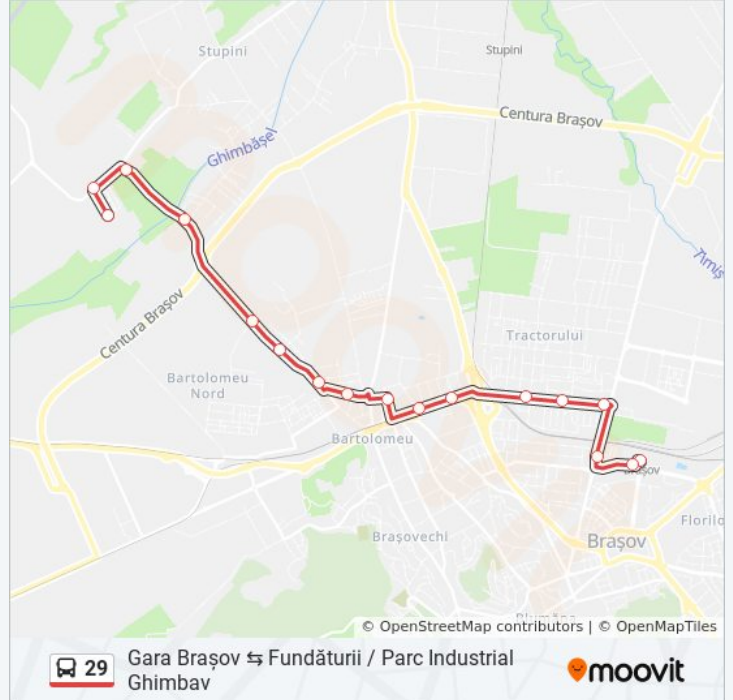 Stupini
Stupini
Centura Brașov
Ghimbășel
Timiș
Centura Brașov
Tractorului
Bartolomeu
Nord
Bartolomeu
Brașov
Florilo
Brașovechi
Brașov
© OpenStreetMap contributors | © OpenMapTiles
29
Gara Brașov ⇆ Fundăturii / Parc Industrial
Ghimbav
moovit